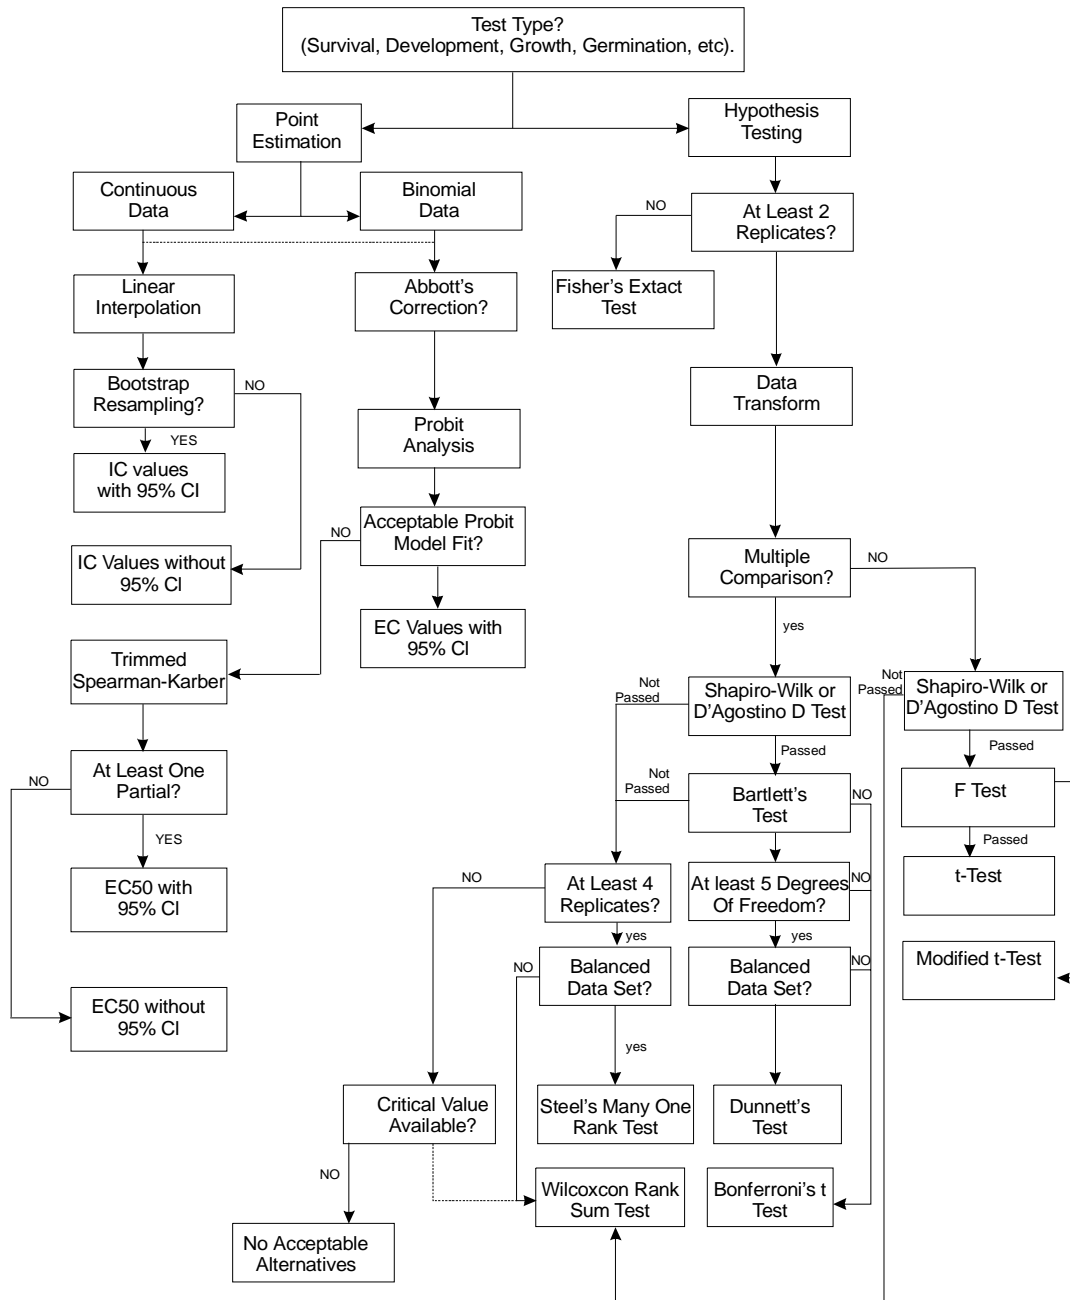 Test Type?
(Survival, Development, Growth, Germination, etc).
Point
Estimation
Hypothesis
Testing
Continuous
Data
Binomial
Data
NO
At Least 2
Replicates?
Linear
Interpolation
Abbott's
Correction?
Fisher's Extact
Test
Bootstrap
Resampling?
NO
Data
Transform
YES
Probit
Analysis
IC values
with 95% CI
NO
Acceptable Probit
Model Fit?
IC Values without
95% CI
Multiple
Comparison?
NO
EC Values with
95% CI
yes
Trimmed
Spearman-Karber
Not
Passed
Shapiro-Wilk or
D'Agostino D Test
Not
Passed
Shapiro-Wilk or
D'Agostino D Test
Passed
Passed
NO
At Least One
Partial?
Not
Passed
Bartlett's
Test
NO
F Test
YES
Passed
EC50 with
95% CI
NO
At Least 4
Replicates?
At least 5 Degrees
Of Freedom?
NO
t-Test
yes
yes
NO
Balanced
Data Set?
Balanced
Data Set?
NO
Modified t-Test
EC50 without
95% CI
yes
Critical Value
Available?
Steel's Many One
Rank Test
Dunnett's
Test
NO
Wilcoxcon Rank
Sum Test
Bonferroni's t
Test
No Acceptable
Alternatives